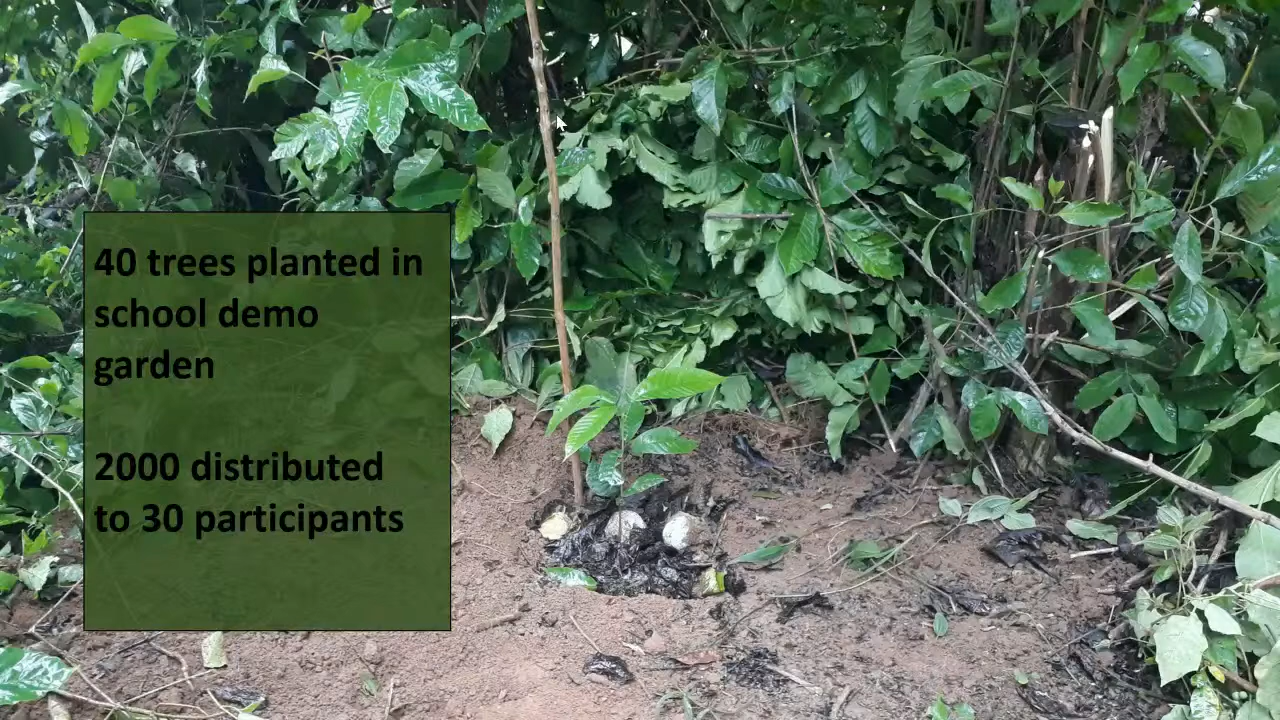 40 trees planted in
school demo
garden
2000 distributed
to 30 participants